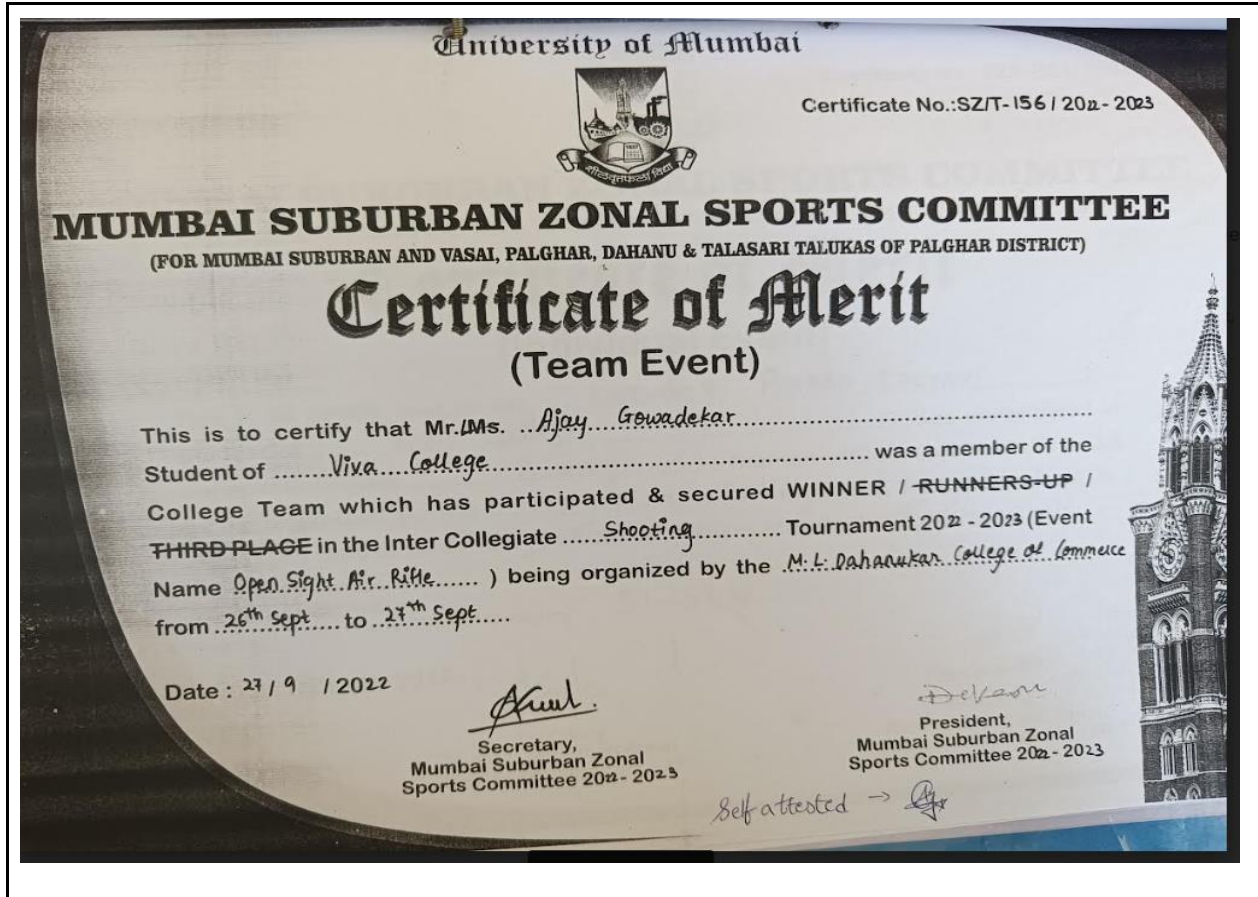 University of Mumbai
Certificate No.:SZ/T-156/2022-2023
शीलवृत्तफला विद्या
MUMBAI SUBURBAN ZONAL SPORTS COMMITTEE
(FOR MUMBAI SUBURBAN AND VASAI, PALGHAR, DAHANU & TALASARI TALUKAS OF PALGHAR DISTRICT)
Certificate of Merit
(Team Event)
This is to certify that Mr./Ms. ..Ajay....Gowadekar...
Student of .......Viva....College... was a member of the
College Team which has participated & secured WINNER / RUNNERS-UP /
THIRD PLACE in the Inter Collegiate ......Shooting............ Tournament 2022 - 2023 (Event
Name Open Sight Air Rifle...... ) being organized by the M. L. Dahanukar College of Commerce
from ..26th Sept.... to ..27th Sept.....
Date : 27/9/2022
Secretary,
Mumbai Suburban Zonal
Sports Committee 2022-2023
President,
Mumbai Suburban Zonal
Sports Committee 2022-2023
Self attested →